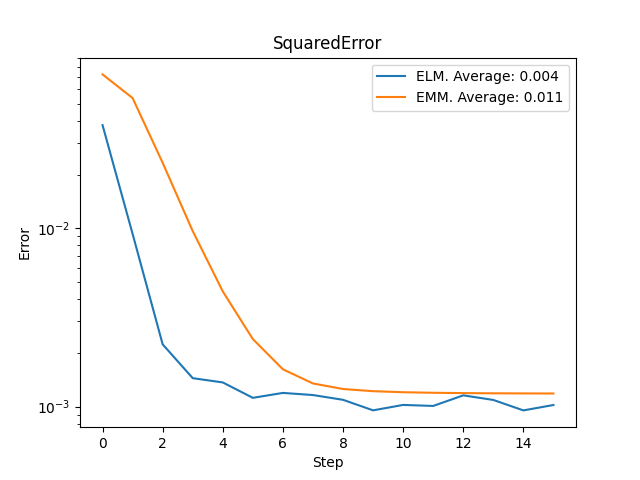 SquaredError
ELM. Average: 0.004
EMM. Average: 0.011
Error
10⁻²
10⁻³
0 2 4 6 8 10 12 14
Step